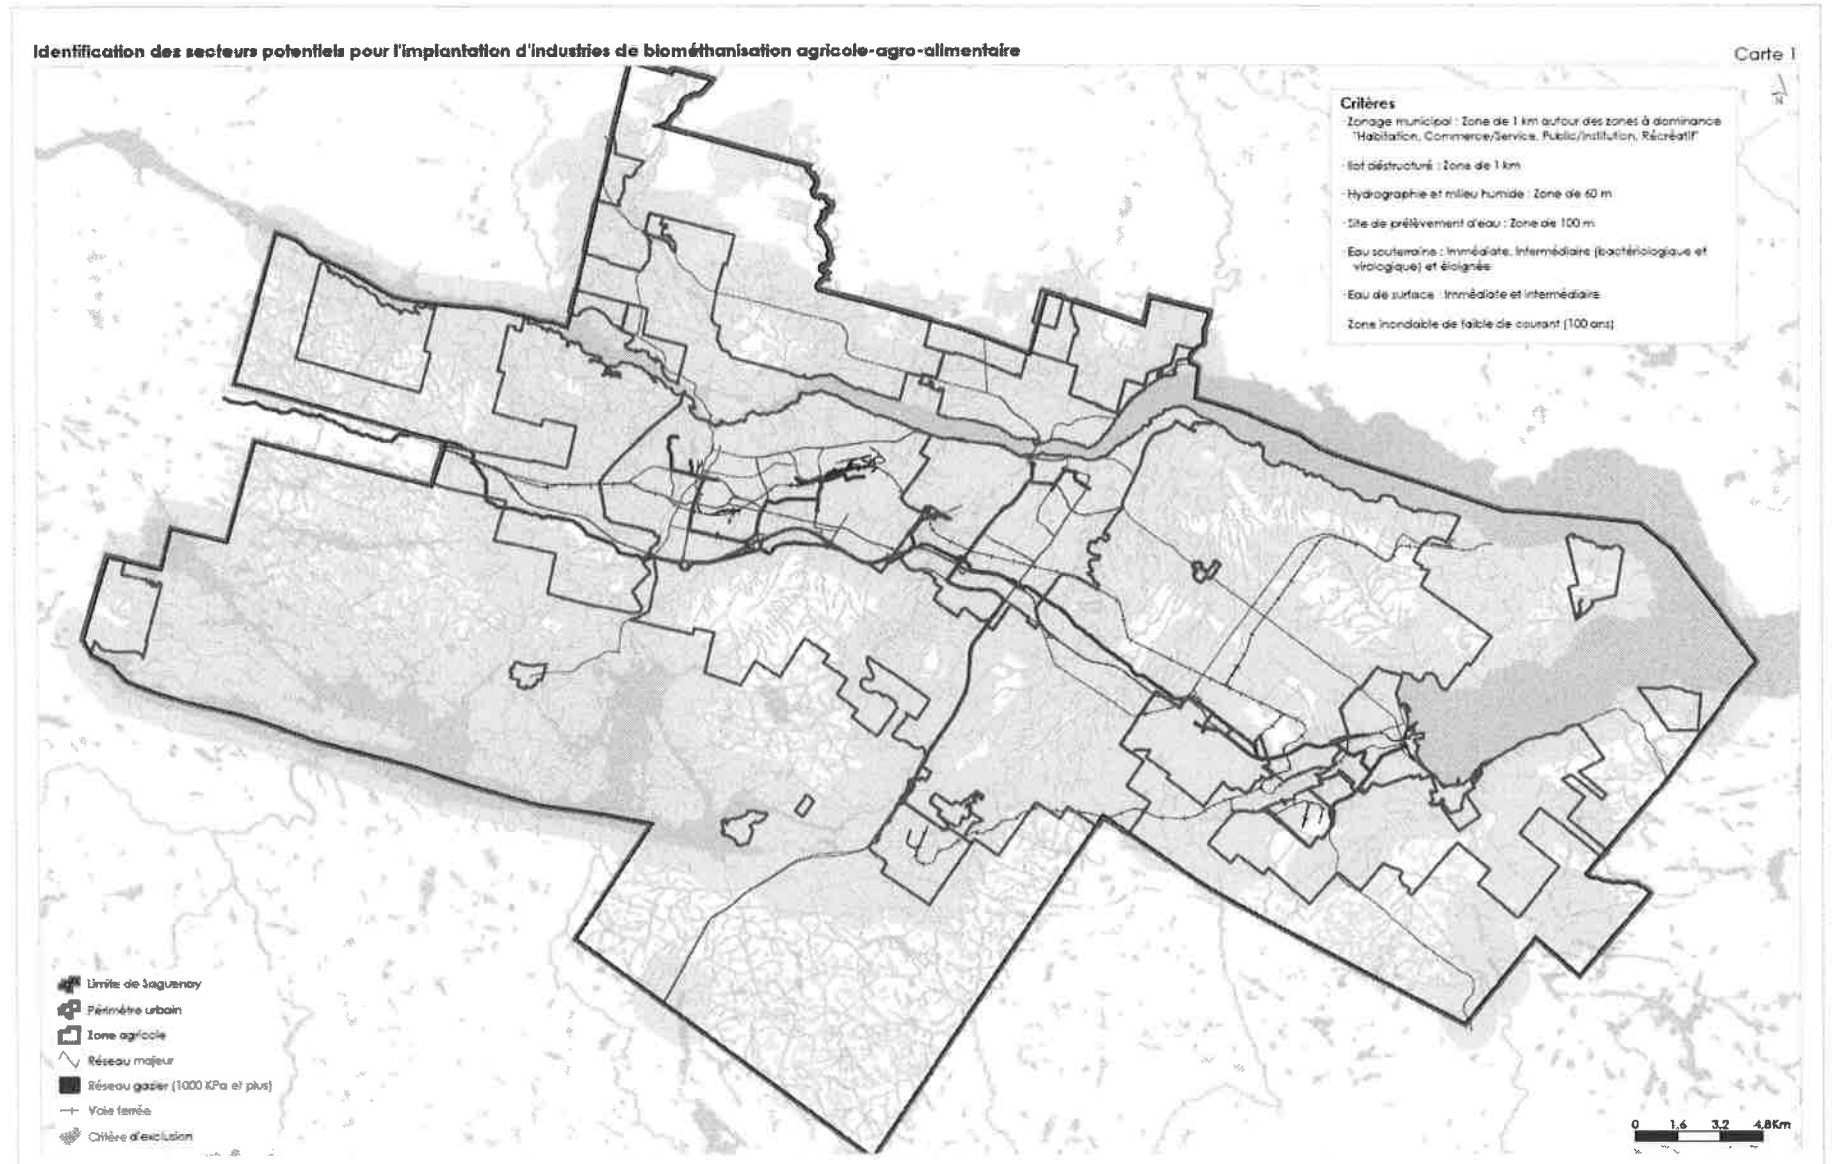 Identification des secteurs potentiels pour l'implantation d'industries de biométhanisation agricole-agro-alimentaire
Carte 1
N
Critères
- Zonage municipal : Zone de 1 km autour des zones à dominance
"Habitation, Commerce/Service, Public/Institution, Récréatif"
- Ilot déstructuré : Zone de 1 km
- Hydrographie et milieu humide : Zone de 60 m
- Site de prélèvement d'eau : Zone de 100 m
- Eau souterraine : Immédiate, Intermédiaire (bactériologique et
virologique) et éloignée
- Eau de surface : Immédiate et intermédiaire
Zone inondable de faible de courant (100 ans)
Limite de Saguenay
Périmètre urbain
Zone agricole
Réseau majeur
Réseau gazier (1000 KPa et plus)
Voie ferrée
Critère d'exclusion
0 1,6 3,2 4,8Km